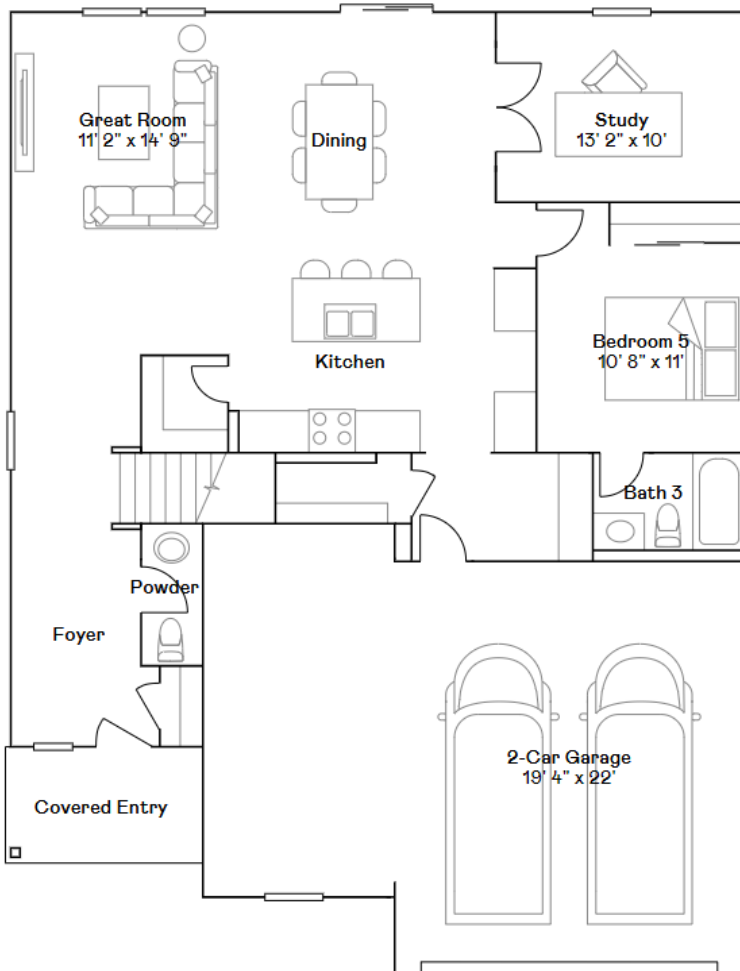 Great Room
11' 2" x 14' 9"
Dining
Study
13' 2" x 10'
Kitchen
Bedroom 5
10' 8" x 11'
Bath 3
Powder
Foyer
2-Car Garage
19' 4" x 22'
Covered Entry